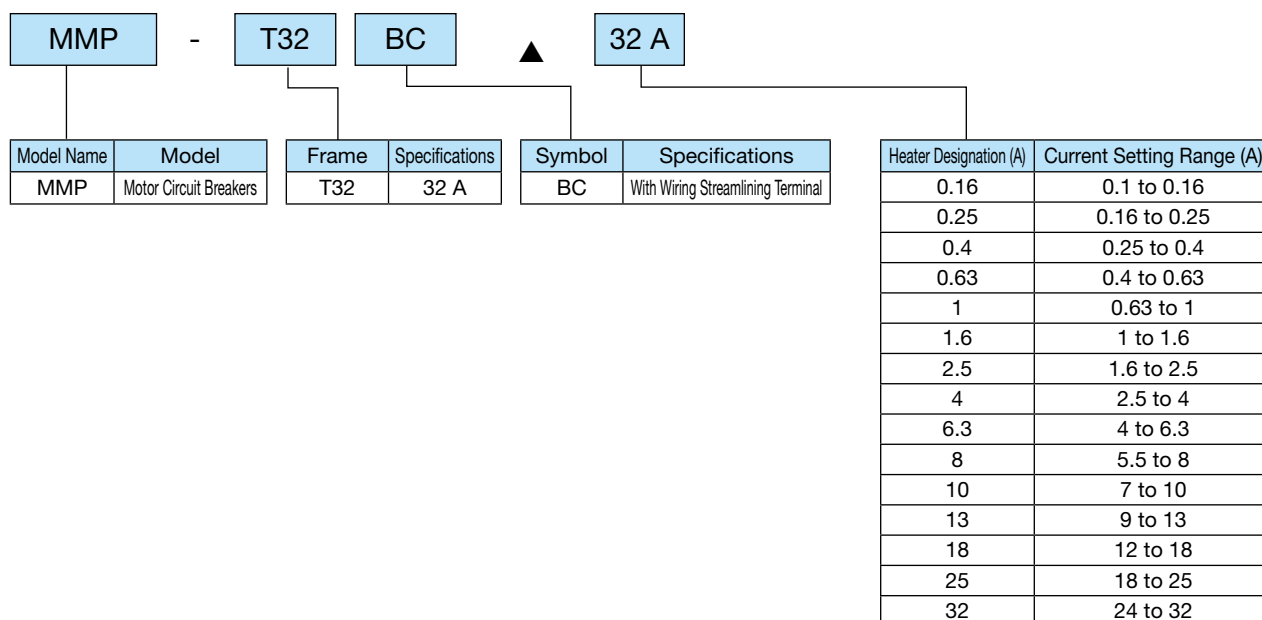 MMP - T32 BC ▲ 32 A
Model Name Model
MMP Motor Circuit Breakers
Frame Specifications
T32 32 A
Symbol Specifications
BC With Wiring Streamlining Terminal
Heater Designation (A) Current Setting Range (A)
0.16 0.1 to 0.16
0.25 0.16 to 0.25
0.4 0.25 to 0.4
0.63 0.4 to 0.63
1 0.63 to 1
1.6 1 to 1.6
2.5 1.6 to 2.5
4 2.5 to 4
6.3 4 to 6.3
8 5.5 to 8
10 7 to 10
13 9 to 13
18 12 to 18
25 18 to 25
32 24 to 32